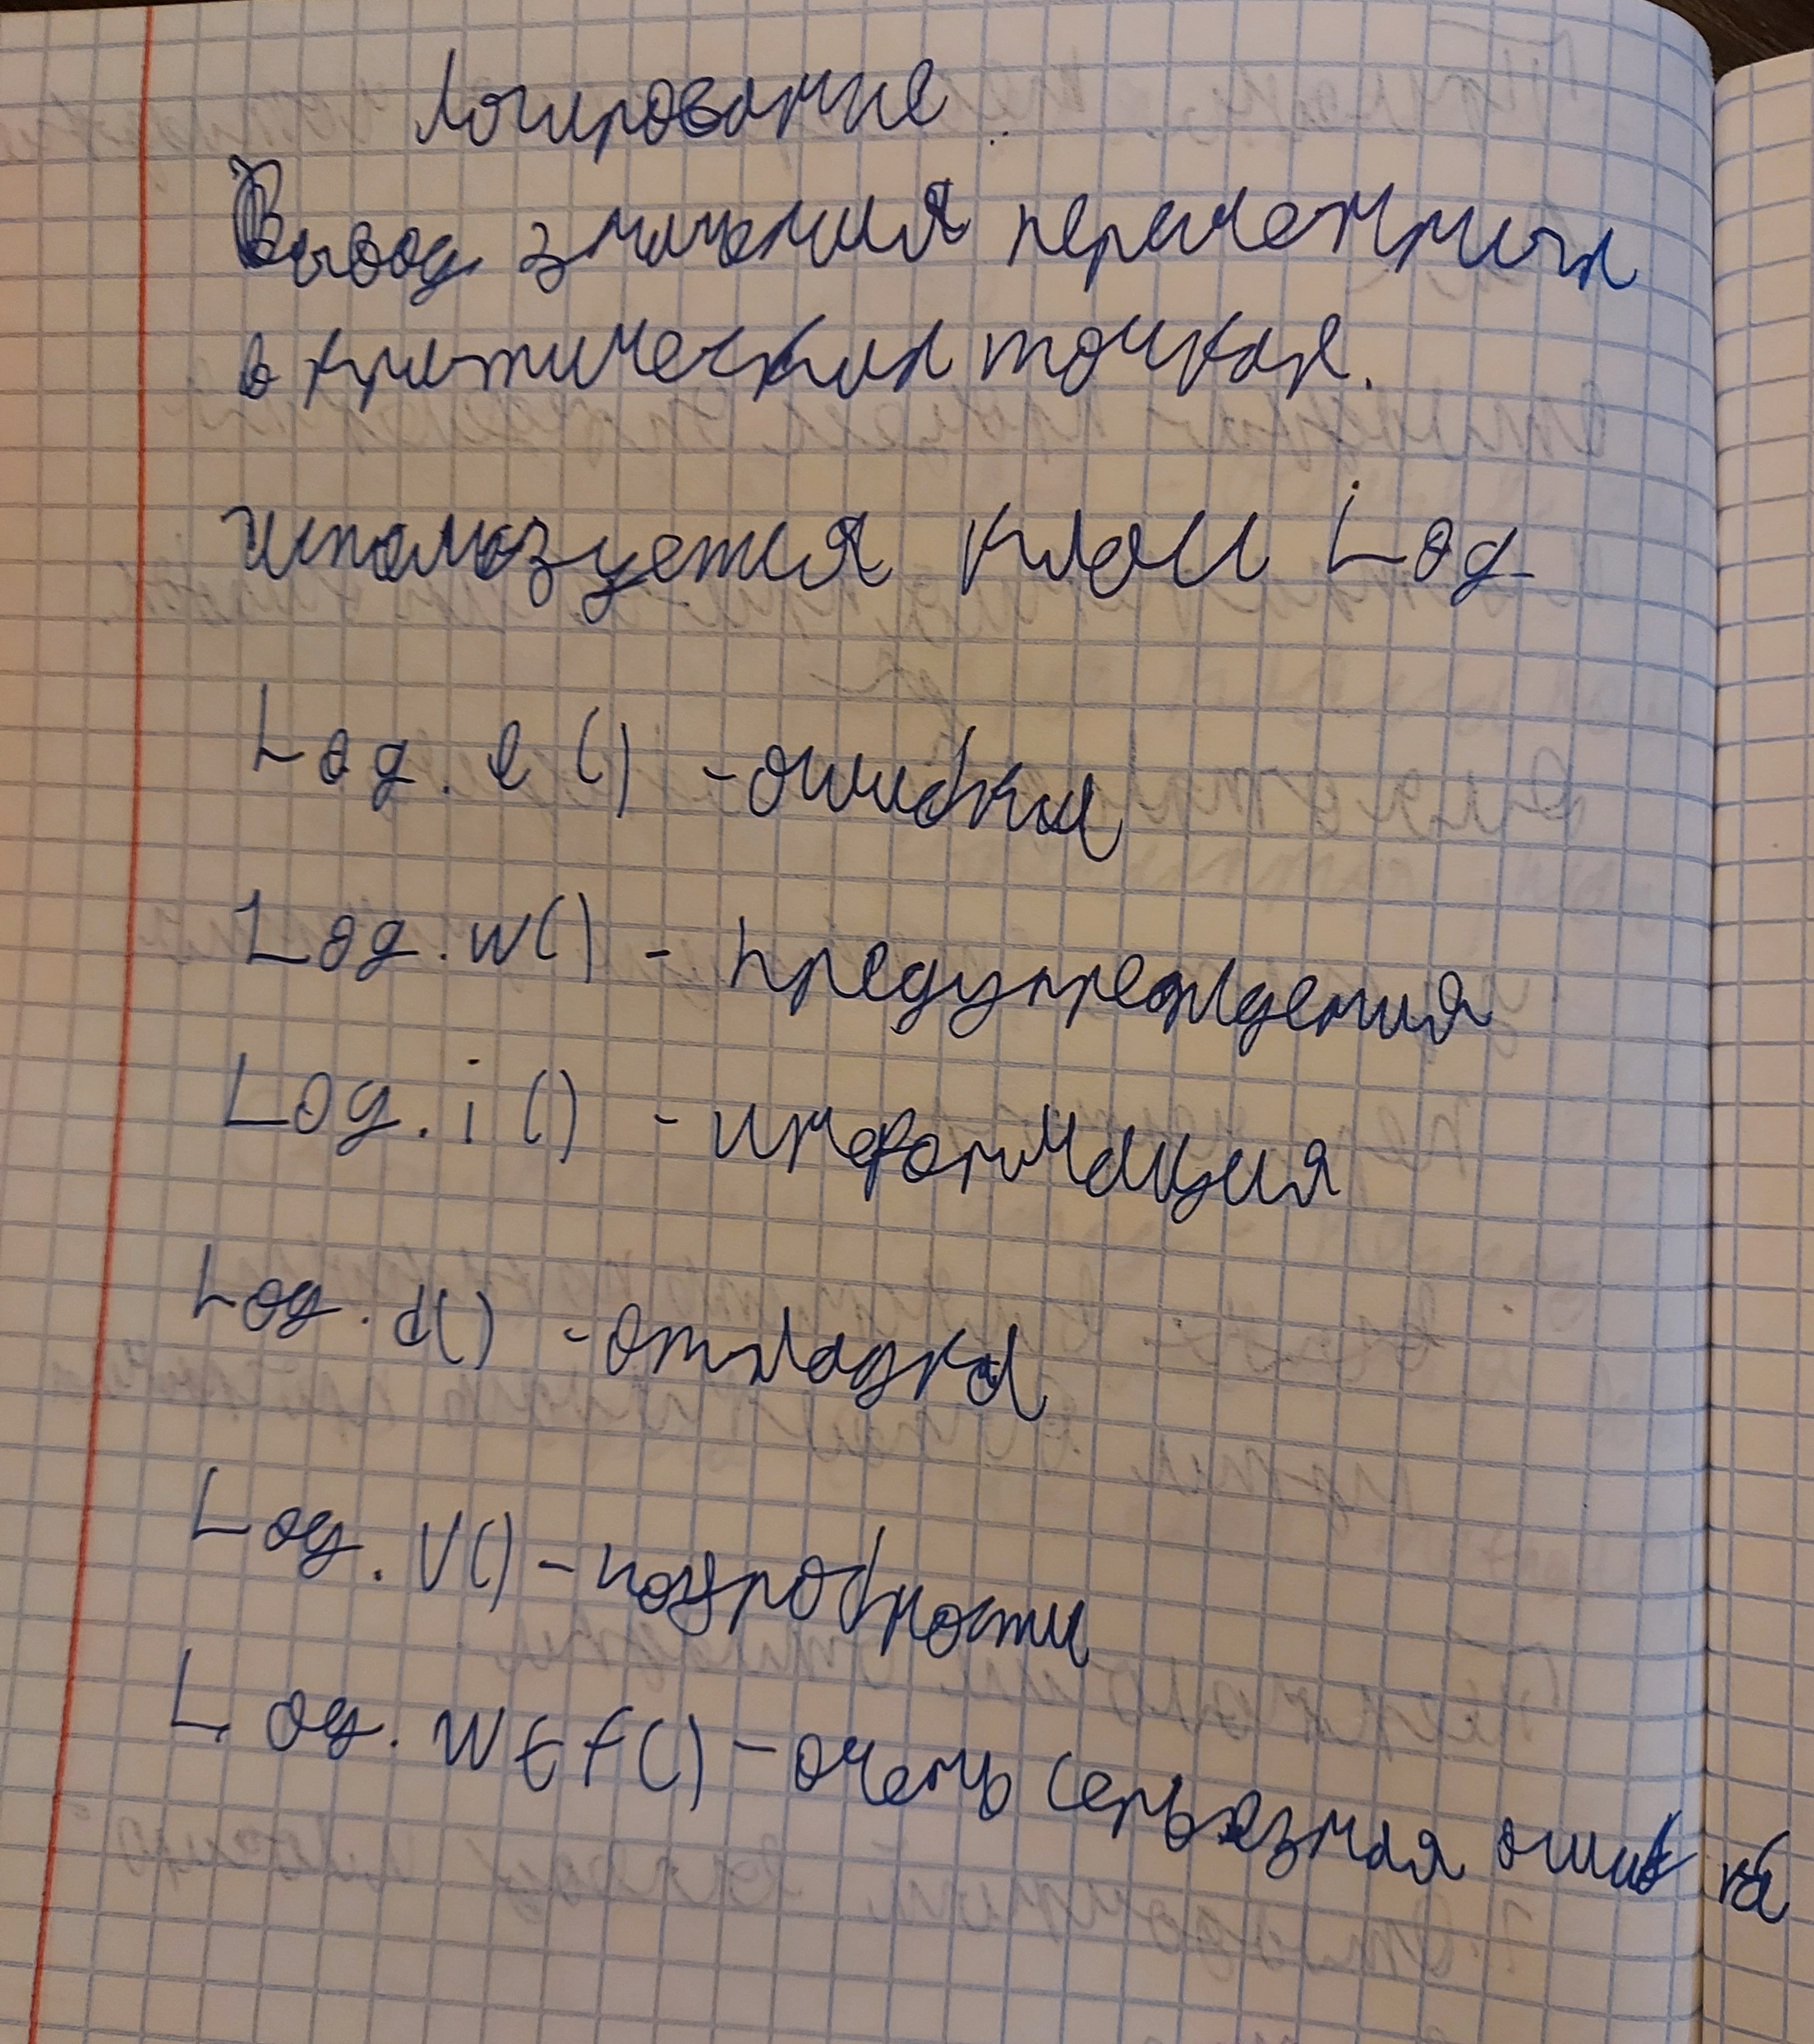 Логирование
Вывод значения переменных
в критических точках.
используется класс Log
Log. e () - ошибка
Log. w() - предупреждения
Log. i () - информация
Log. d() - отладка
Log. V() - подробности
Log. Wtf() - очень серьезная ошибка